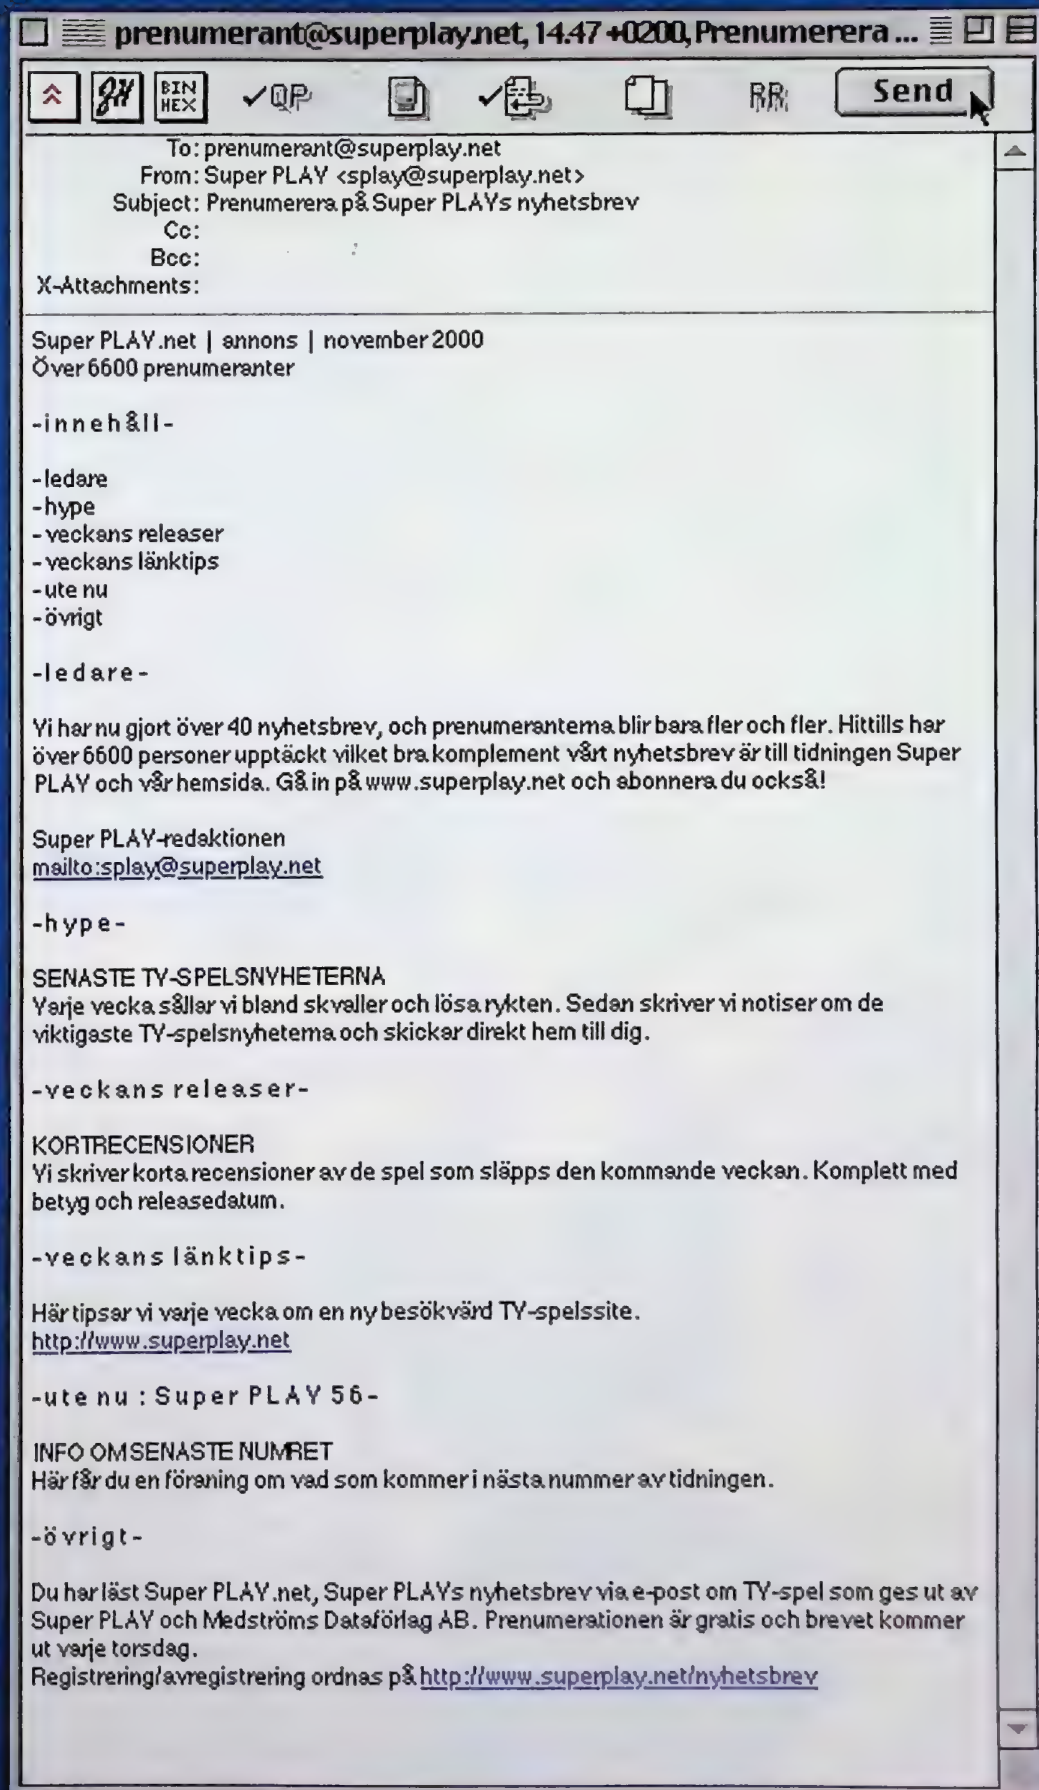 prenumerant@superplay.net, 14.47 +0200, Prenumerera ...
BIN
HEX
QP
RR
Send
To: prenumerant@superplay.net
From: Super PLAY <splay@superplay.net>
Subject: Prenumerera på Super PLAYs nyhetsbrev
Cc:
Bcc:
X-Attachments:
Super PLAY.net | annons | november 2000
Över 6600 prenumeranter
-innehåll-
-ledare
-hype
-veckans releaser
-veckans länktips
-ute nu
-övrigt
-ledare-
Vi har nu gjort över 40 nyhetsbrev, och prenumeranterna blir bara fler och fler. Hittills har
över 6600 personer upptäckt vilket bra komplement vårt nyhetsbrev är till tidningen Super
PLAY och vår hemsida. Gå in på www.superplay.net och abonnera du också!
Super PLAY-redaktionen
mailto:splay@superplay.net
-hype-
SENASTE TV-SPELSNYHETERNA
Varje vecka sållar vi bland skvaller och lösa rykten. Sedan skriver vi notiser om de
viktigaste TV-spelsnyheterna och skickar direkt hem till dig.
-veckans releaser-
KORTRECENSIONER
Vi skriver korta recensioner av de spel som släpps den kommande veckan. Komplett med
betyg och releasedatum.
-veckans länktips-
Här tipsar vi varje vecka om en ny besökvärd TV-spelssite.
http://www.superplay.net
-ute nu : Super PLAY 56-
INFO OM SENASTE NUMRET
Här får du en föraning om vad som kommer i nästa nummer av tidningen.
-övrigt-
Du har läst Super PLAY.net, Super PLAYs nyhetsbrev via e-post om TV-spel som ges ut av
Super PLAY och Medströms Dataförlag AB. Prenumerationen är gratis och brevet kommer
ut varje torsdag.
Registrering/avregistrering ordnas på http://www.superplay.net/nyhetsbrev